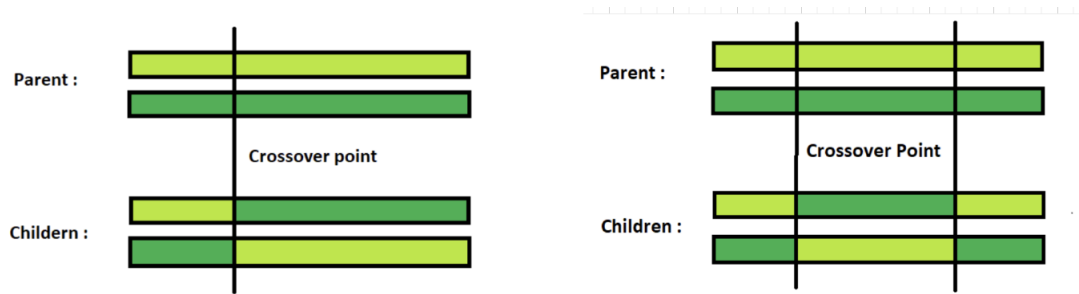 Parent :
Crossover point
Childern :
Parent :
Crossover Point
Children :